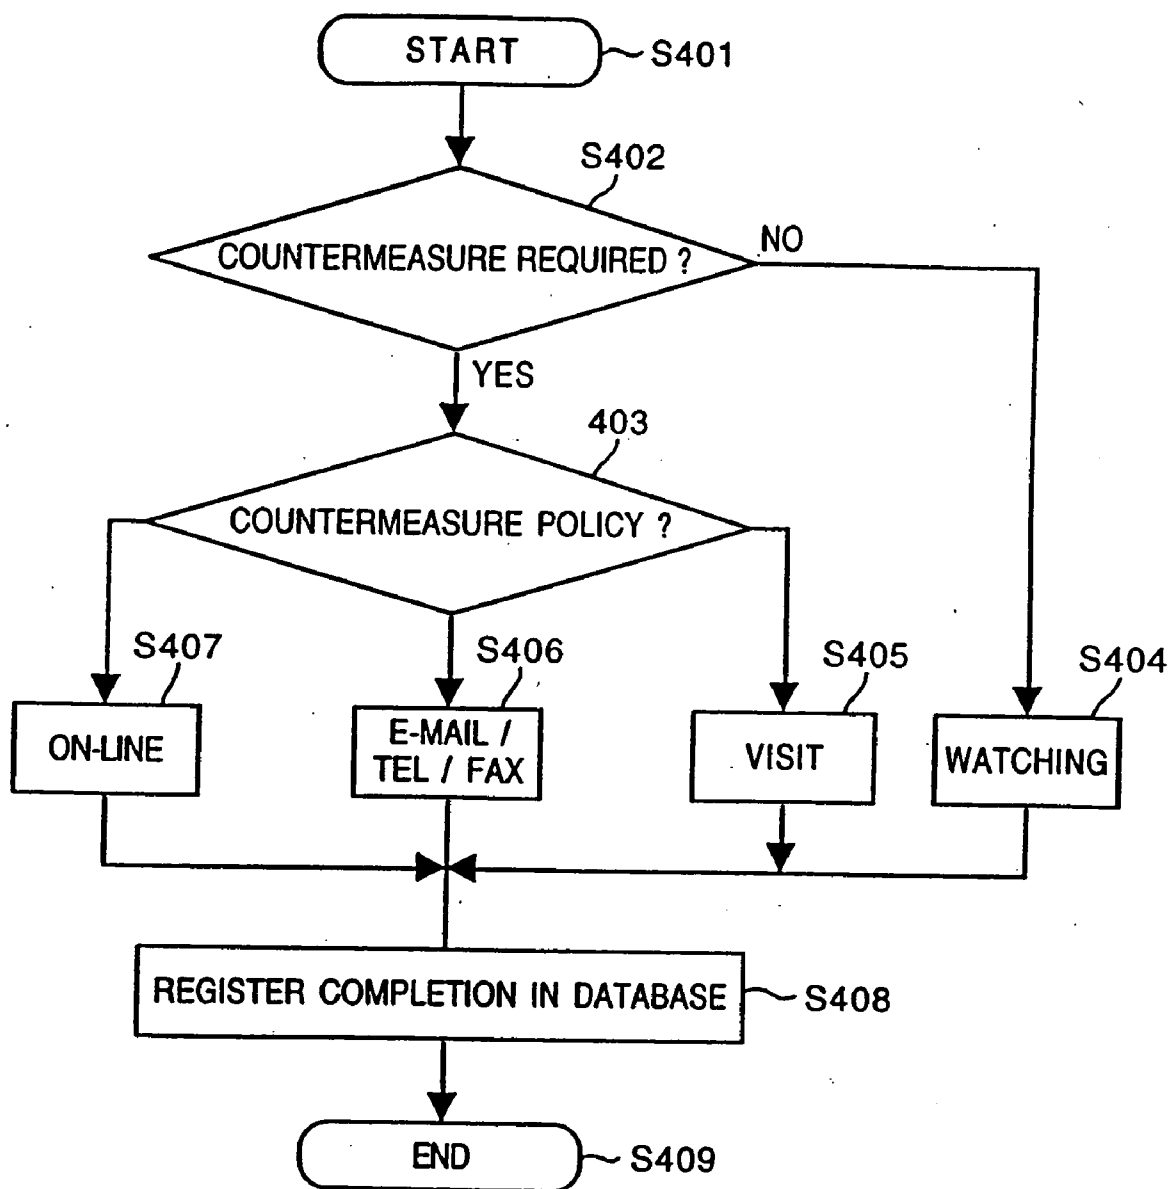 START
S401
S402
COUNTERMEASURE REQUIRED ?
NO
YES
403
COUNTERMEASURE POLICY ?
S407
S406
S405
S404
ON-LINE
E-MAIL /
TEL / FAX
VISIT
WATCHING
REGISTER COMPLETION IN DATABASE
S408
END
S409